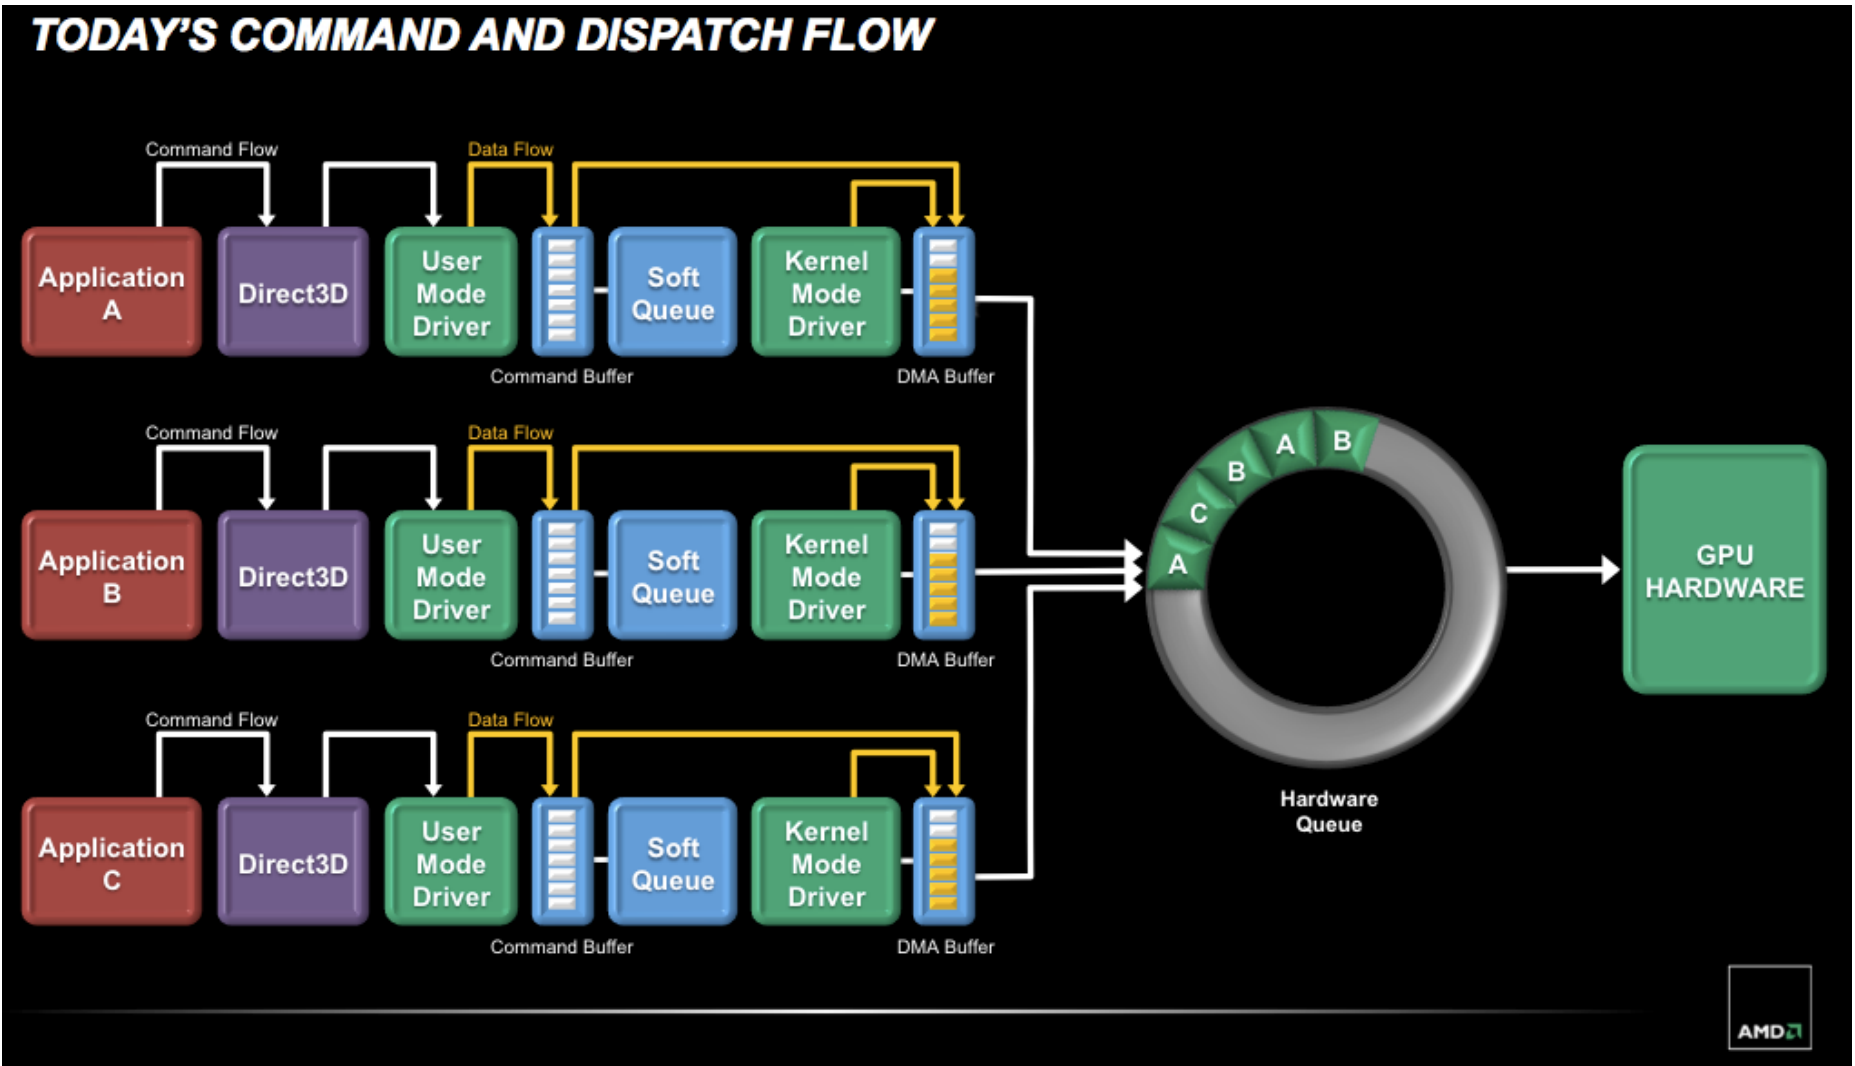 TODAY'S COMMAND AND DISPATCH FLOW
Command Flow
Data Flow
Application
A
Direct3D
User
Mode
Driver
Soft
Queue
Kernel
Mode
Driver
Command Buffer
DMA Buffer
Command Flow
Data Flow
Application
B
Direct3D
User
Mode
Driver
Soft
Queue
Kernel
Mode
Driver
Command Buffer
DMA Buffer
Command Flow
Data Flow
Application
C
Direct3D
User
Mode
Driver
Soft
Queue
Kernel
Mode
Driver
Command Buffer
DMA Buffer
A
C
B
A
B
Hardware
Queue
GPU
HARDWARE
AMD